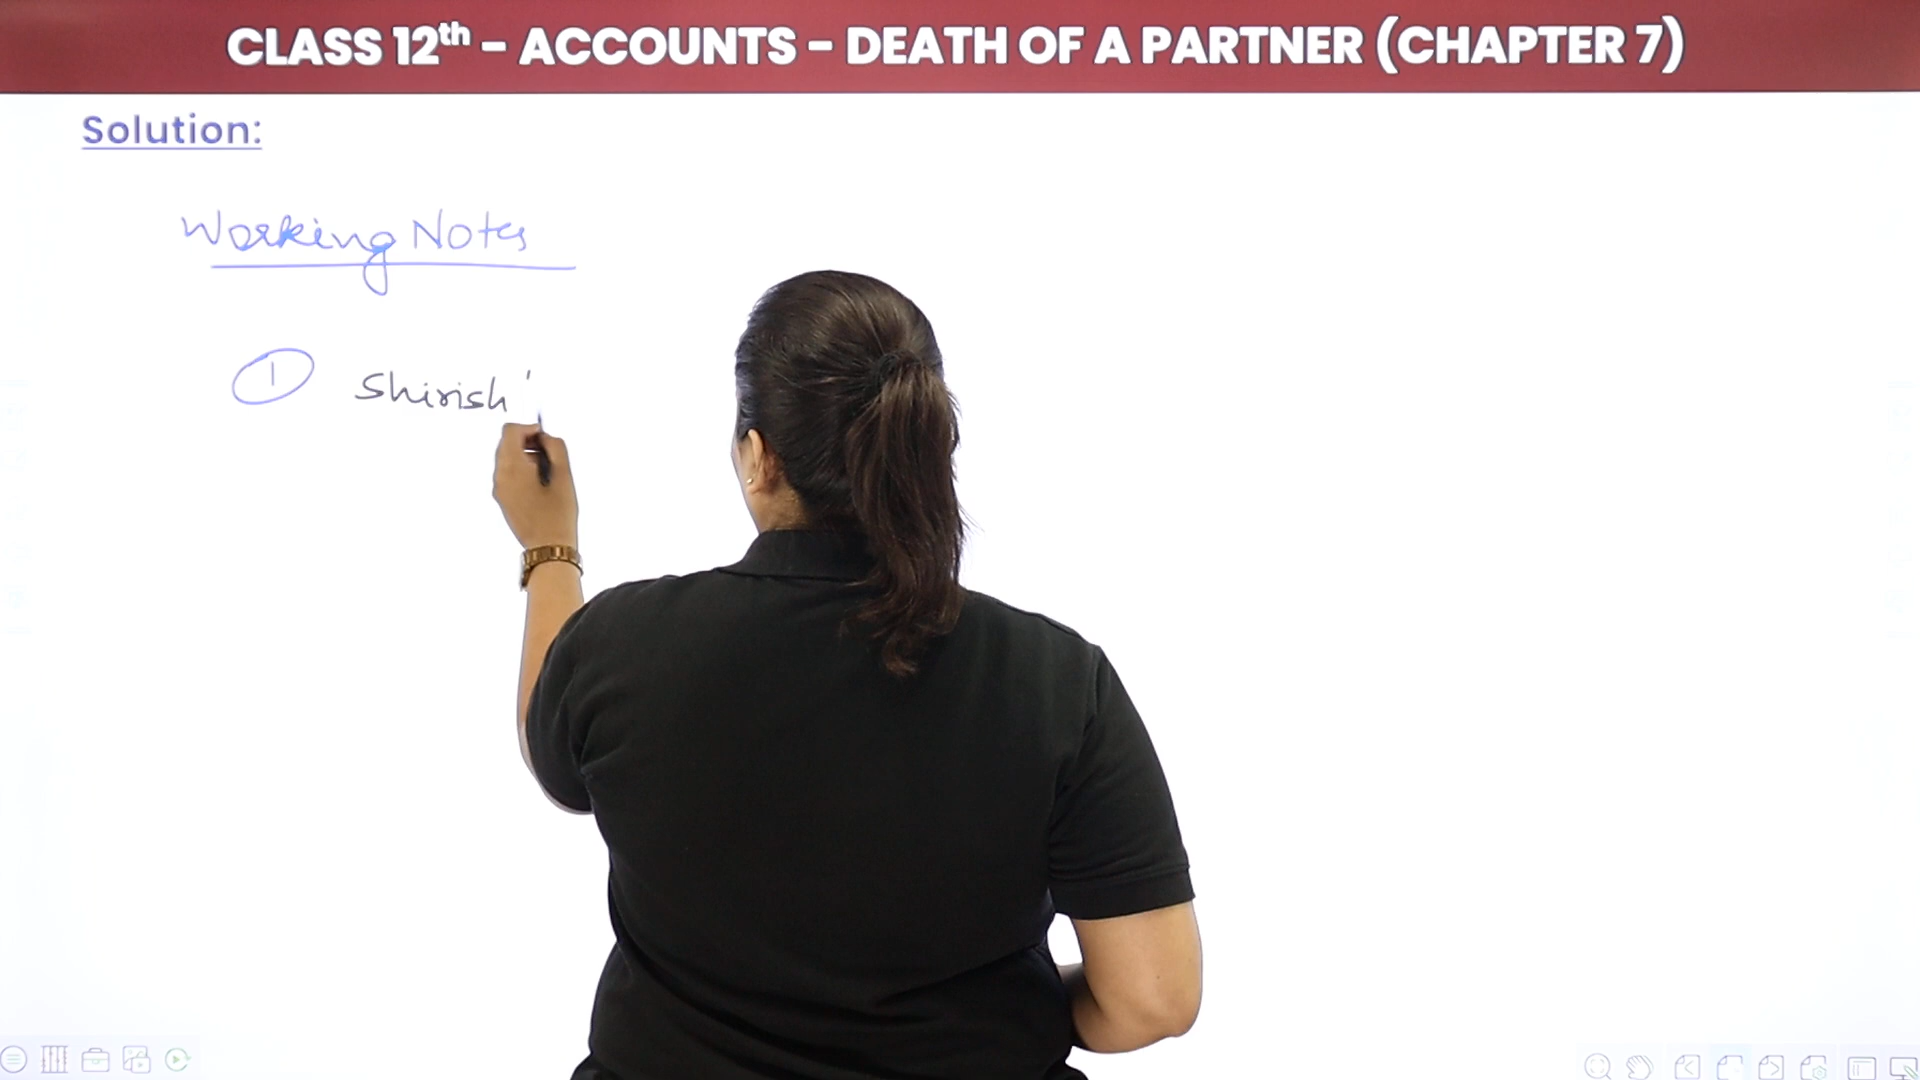 CLASS 12th - ACCOUNTS - DEATH OF A PARTNER (CHAPTER 7)
Solution:
Working Notes
1 Shirish'